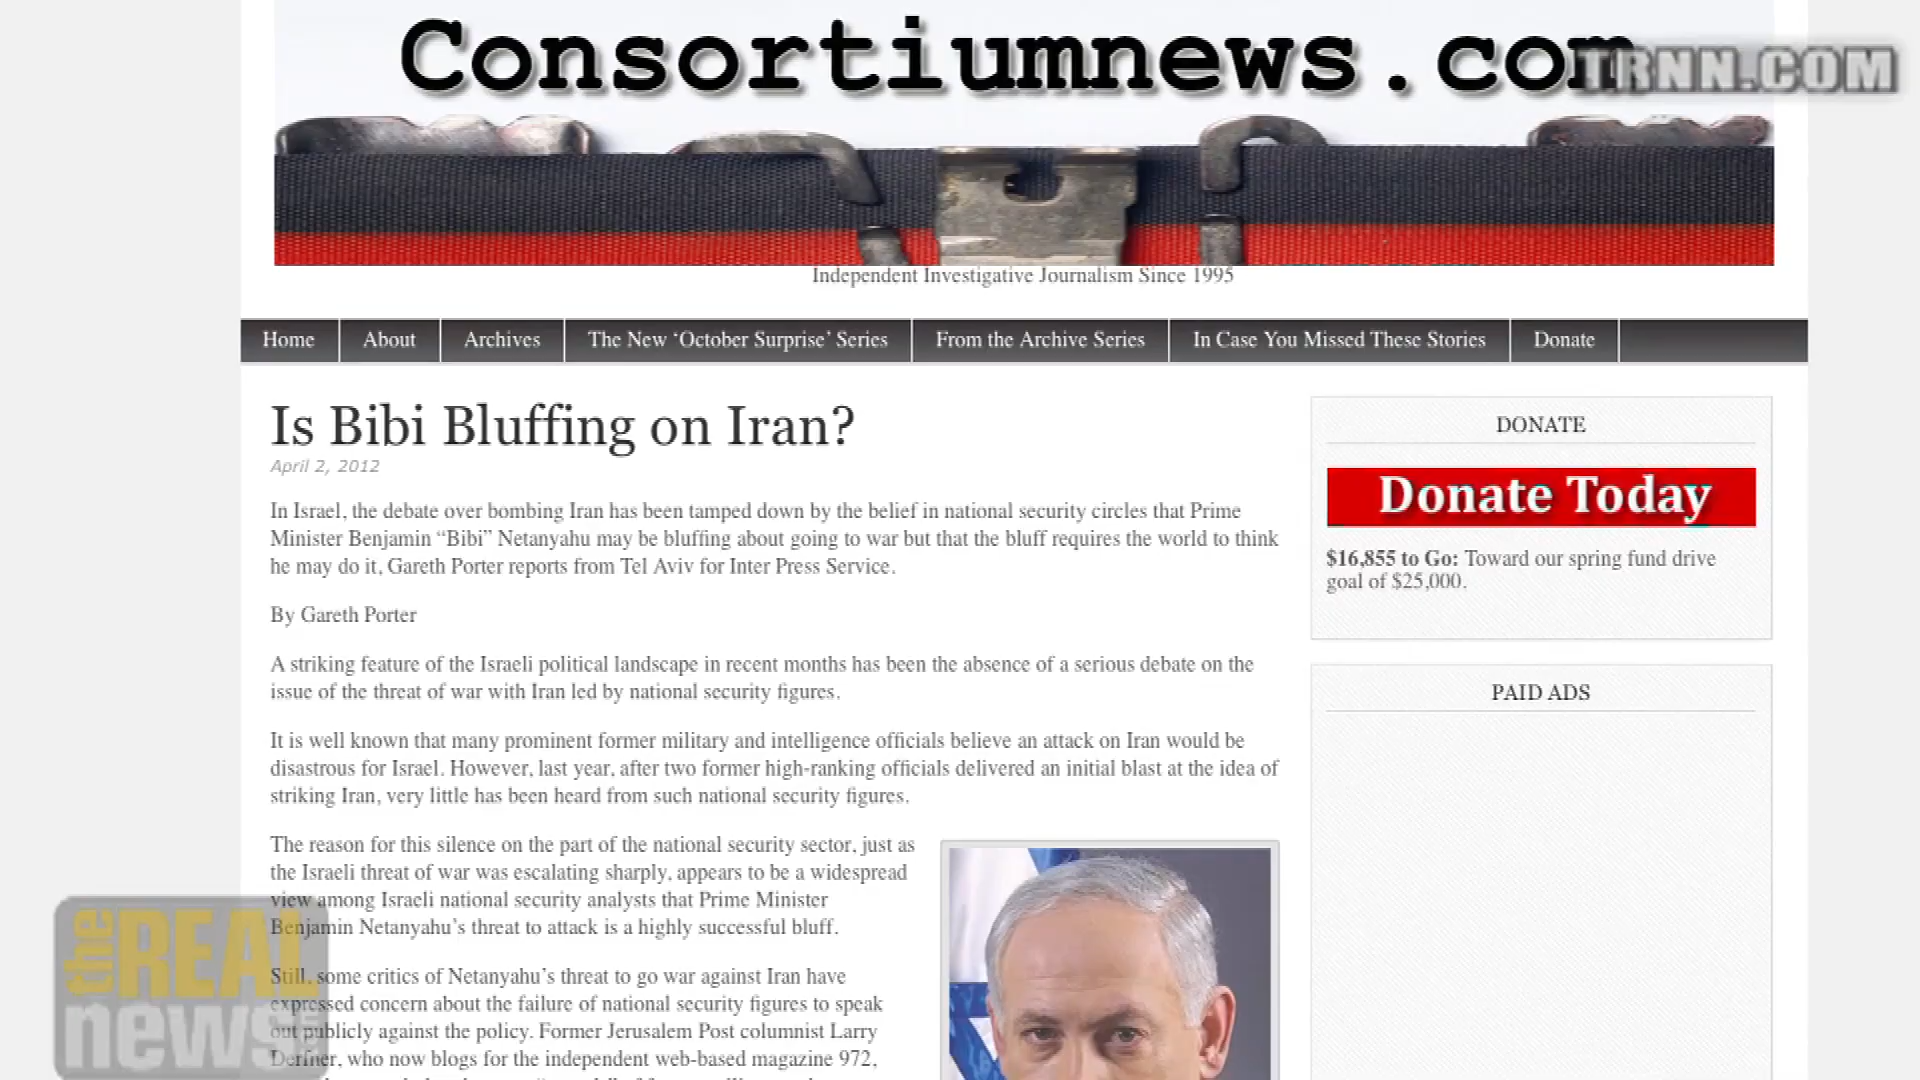 Consortiumnews.com
TRNN.COM
Independent Investigative Journalism Since 1995
Home About Archives The New ‘October Surprise’ Series From the Archive Series In Case You Missed These Stories Donate
Is Bibi Bluffing on Iran?
April 2, 2012
In Israel, the debate over bombing Iran has been tamped down by the belief in national security circles that Prime
Minister Benjamin “Bibi” Netanyahu may be bluffing about going to war but that the bluff requires the world to think
he may do it, Gareth Porter reports from Tel Aviv for Inter Press Service.
By Gareth Porter
A striking feature of the Israeli political landscape in recent months has been the absence of a serious debate on the
issue of the threat of war with Iran led by national security figures.
It is well known that many prominent former military and intelligence officials believe an attack on Iran would be
disastrous for Israel. However, last year, after two former high-ranking officials delivered an initial blast at the idea of
striking Iran, very little has been heard from such national security figures.
The reason for this silence on the part of the national security sector, just as
the Israeli threat of war was escalating sharply, appears to be a widespread
view among Israeli national security analysts that Prime Minister
Benjamin Netanyahu’s threat to attack is a highly successful bluff.
Still, some critics of Netanyahu’s threat to go war against Iran have
expressed concern about the failure of national security figures to speak
out publicly against the policy. Former Jerusalem Post columnist Larry
Derfner, who now blogs for the independent web-based magazine 972,
DONATE
Donate Today
$16,855 to Go: Toward our spring fund drive
goal of $25,000.
PAID ADS
the REAL
news